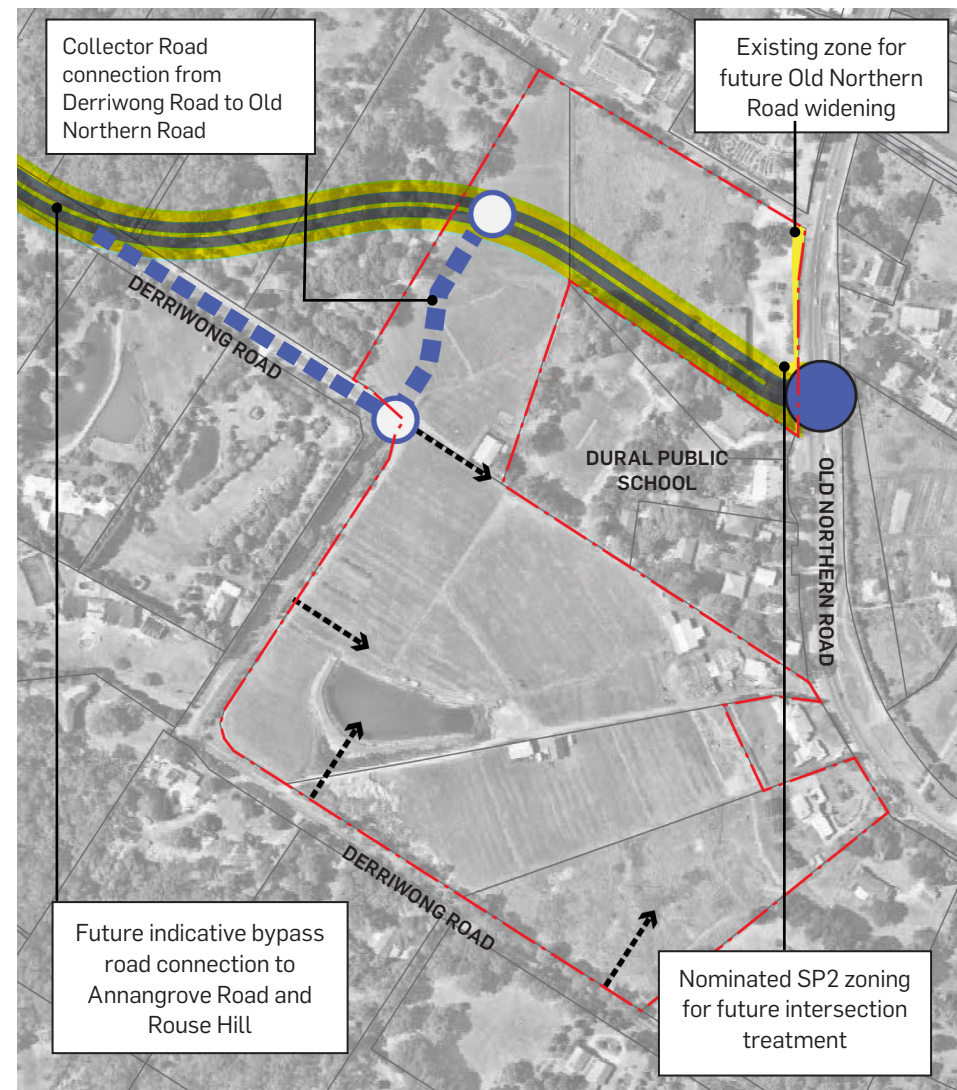 Collector Road
connection from
Derriwong Road to Old
Northern Road
Existing zone for
future Old Northern
Road widening
DERRIWONG ROAD
DURAL PUBLIC
SCHOOL
OLD NORTHERN ROAD
DERRIWONG ROAD
Future indicative bypass
road connection to
Annangrove Road and
Rouse Hill
Nominated SP2 zoning
for future intersection
treatment